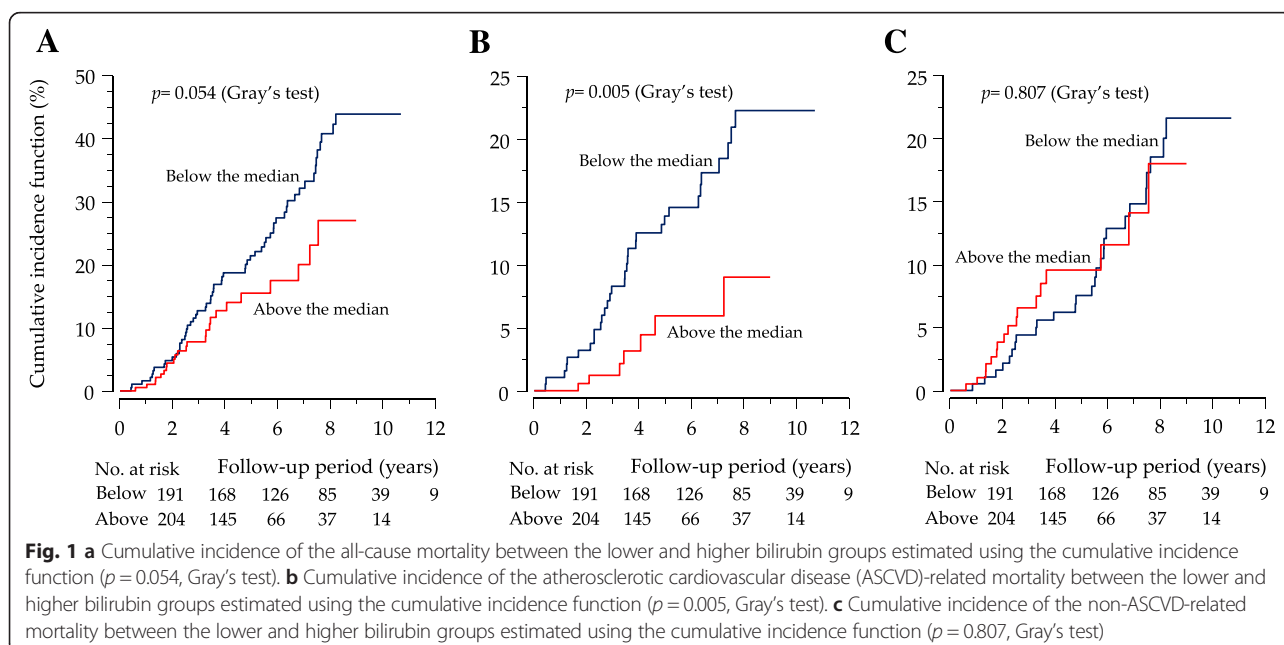 A
B
C
Cumulative incidence function (%)
50
40
30
20
10
0
p= 0.054 (Gray's test)
Below the median
Above the median
0 2 4 6 8 10 12
25
20
15
10
5
0
p= 0.005 (Gray's test)
Below the median
Above the median
0 2 4 6 8 10 12
25
20
15
10
5
0
p= 0.807 (Gray's test)
Below the median
Above the median
0 2 4 6 8 10 12
No. at risk Follow-up period (years)
Below 191 168 126 85 39 9
Above 204 145 66 37 14
No. at risk Follow-up period (years)
Below 191 168 126 85 39 9
Above 204 145 66 37 14
No. at risk Follow-up period (years)
Below 191 168 126 85 39 9
Above 204 145 66 37 14
Fig. 1 a Cumulative incidence of the all-cause mortality between the lower and higher bilirubin groups estimated using the cumulative incidence
function (p = 0.054, Gray's test). b Cumulative incidence of the atherosclerotic cardiovascular disease (ASCVD)-related mortality between the lower and
higher bilirubin groups estimated using the cumulative incidence function (p = 0.005, Gray's test). c Cumulative incidence of the non-ASCVD-related
mortality between the lower and higher bilirubin groups estimated using the cumulative incidence function (p = 0.807, Gray's test)